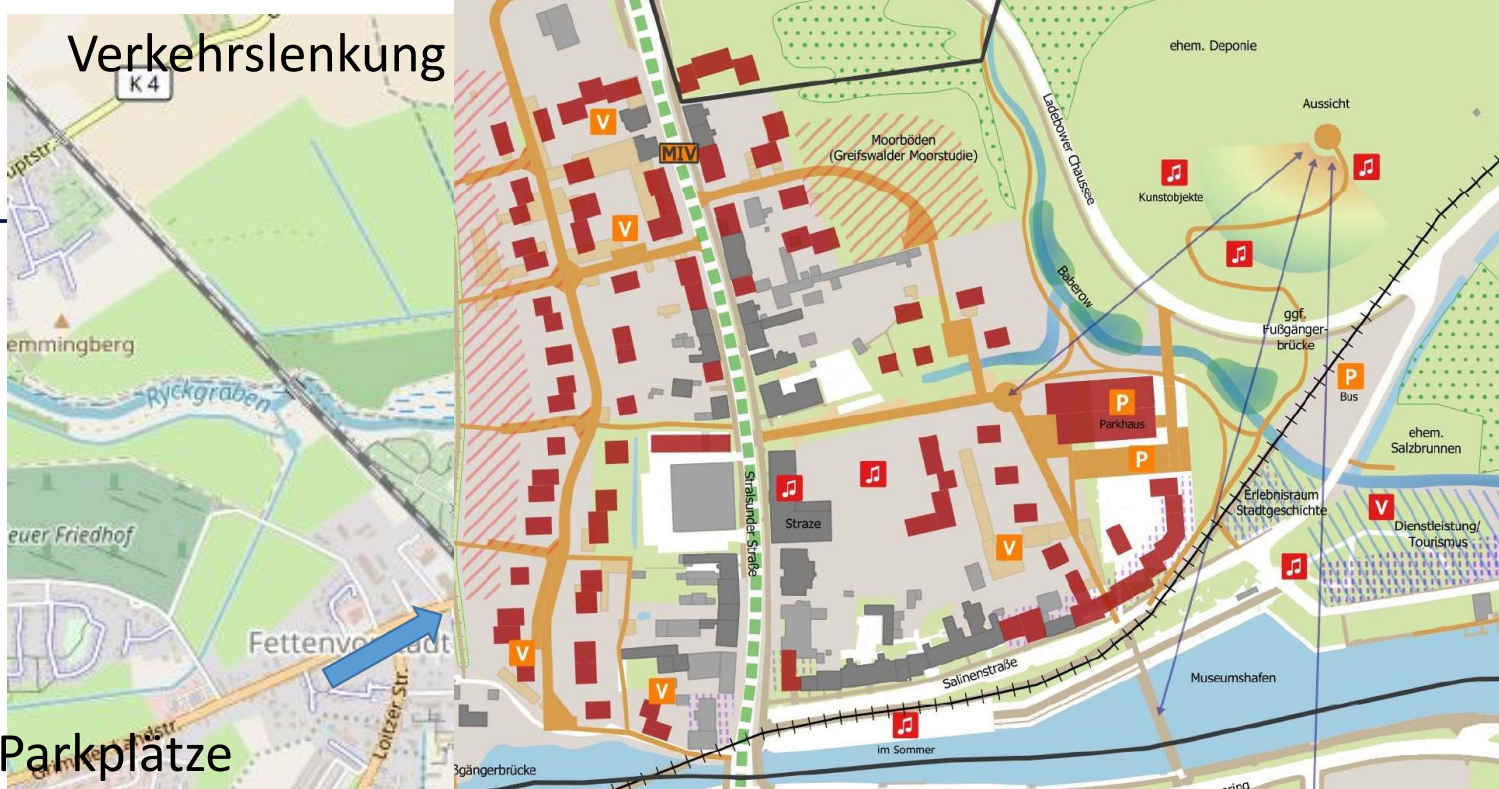 Verkehrslenkung
K 4
uptstr.
emmingberg
Ryckgraben
euer Friedhof
Loitzer Str.
Parkplätze
ehem. Deponie
Aussicht
Ladebower Chaussee
Moorböden
(Greifswalder Moorstudie)
MIV
V
V
Kunstobjekte
Baberow
ggf.
Fußgänger-
brücke
P
Bus
P
Parkhaus
P
ehem.
Salzbrunnen
Stralsunder Straße
Straze
Erlebnisraum
Stadtgeschichte
V
Dienstleistung/
Tourismus
V
V
V
Salinenstraße
Museumshafen
im Sommer
ßgängerbrücke
ring